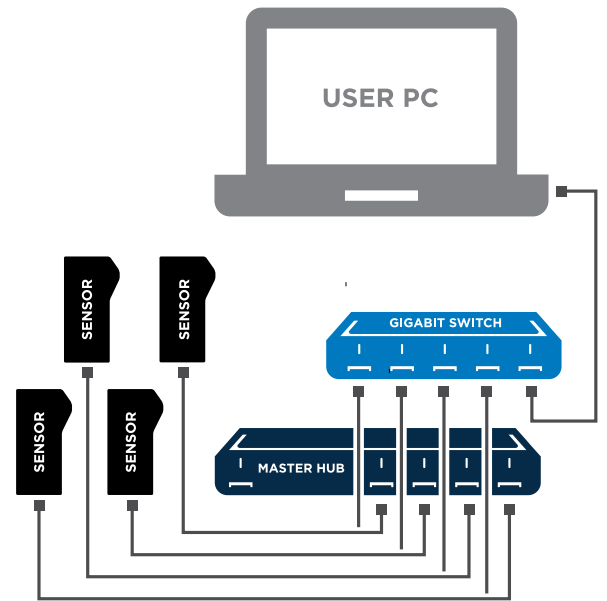 USER PC
SENSOR
SENSOR
GIGABIT SWITCH
SENSOR
SENSOR
MASTER HUB